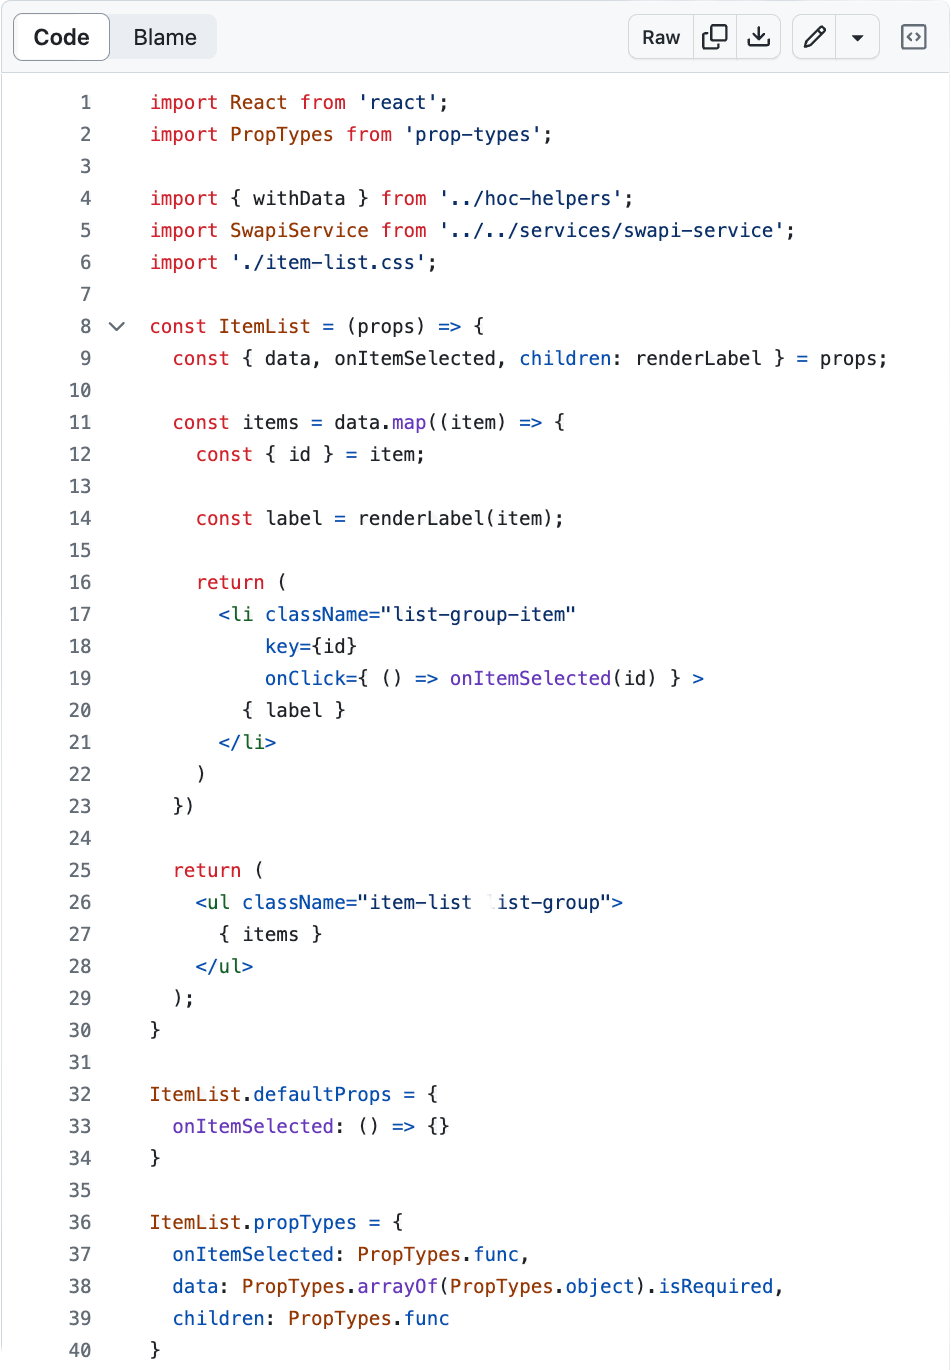 Code Blame Raw
1 import React from 'react';
2 import PropTypes from 'prop-types';
3
4 import { withData } from '../hoc-helpers';
5 import SwapiService from '../../services/swapi-service';
6 import './item-list.css';
7
8 const ItemList = (props) => {
9   const { data, onItemSelected, children: renderLabel } = props;
10
11   const items = data.map((item) => {
12     const { id } = item;
13
14     const label = renderLabel(item);
15
16     return (
17       <li className="list-group-item"
18           key={id}
19           onClick={ () => onItemSelected(id) } >
20         { label }
21       </li>
22     )
23   })
24
25   return (
26     <ul className="item-list list-group">
27       { items }
28     </ul>
29   );
30 }
31
32 ItemList.defaultProps = {
33   onItemSelected: () => {}
34 }
35
36 ItemList.propTypes = {
37   onItemSelected: PropTypes.func,
38   data: PropTypes.arrayOf(PropTypes.object).isRequired,
39   children: PropTypes.func
40 }